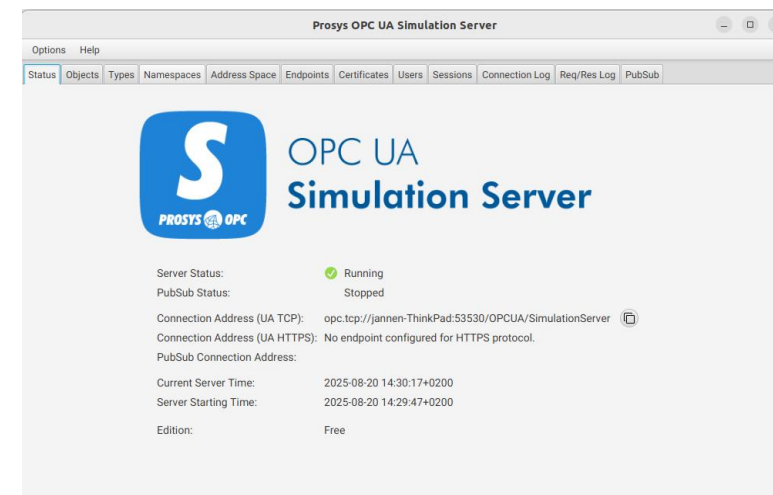 Prosys OPC UA Simulation Server
Options Help
Status Objects Types Namespaces Address Space Endpoints Certificates Users Sessions Connection Log Req/Res Log PubSub
S
PROSYS OPC
OPC UA
Simulation Server
Server Status: Running
PubSub Status: Stopped
Connection Address (UA TCP): opc.tcp://jannen-ThinkPad:53530/OPCUA/SimulationServer
Connection Address (UA HTTPS): No endpoint configured for HTTPS protocol.
PubSub Connection Address:
Current Server Time: 2025-08-20 14:30:17+0200
Server Starting Time: 2025-08-20 14:29:47+0200
Edition: Free